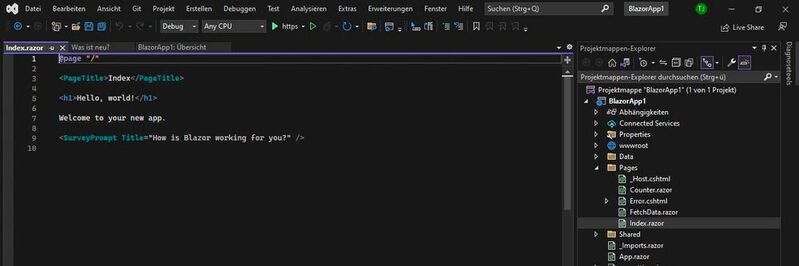 Datei Bearbeiten Ansicht Git Projekt Erstellen Debuggen Test Analysieren Extras Erweiterungen Fenster Hilfe Suchen (Strg+Q) BlazorApp1 TJ
Debug Any CPU https Live Share
Index.razor Was ist neu? BlazorApp1: Übersicht
1 @page "/"
2
3 <PageTitle>Index</PageTitle>
4
5 <h1>Hello, world!</h1>
6
7 Welcome to your new app.
8
9 <SurveyPrompt Title="How is Blazor working for you?" />
10
Projektmappen-Explorer
Projektmappen-Explorer durchsuchen (Strg+ü)
Projektmappe "BlazorApp1" (1 von 1 Projekt)
BlazorApp1
Abhängigkeiten
Connected Services
Properties
wwwroot
Data
Pages
_Host.cshtml
Counter.razor
Error.cshtml
FetchData.razor
Index.razor
Shared
_Imports.razor
App.razor
Diagnosetools